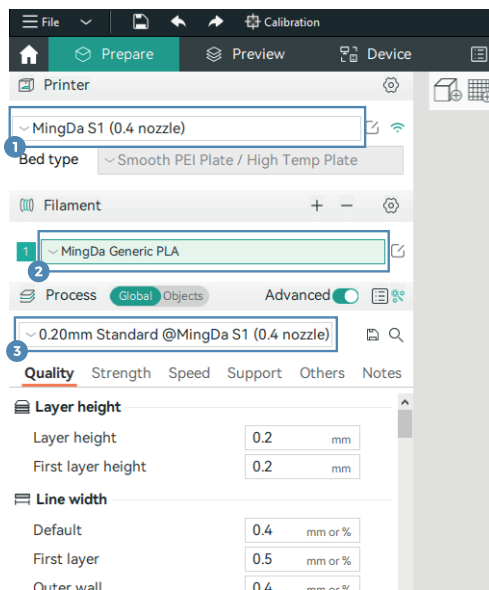 File Calibration
Prepare Preview Device
Printer
MingDa S1 (0.4 nozzle)
1
Bed type Smooth PEI Plate / High Temp Plate
Filament
1 MingDa Generic PLA
2
Process Global Objects Advanced
0.20mm Standard @MingDa S1 (0.4 nozzle)
3
Quality Strength Speed Support Others Notes
Layer height
Layer height 0.2 mm
First layer height 0.2 mm
Line width
Default 0.4 mm or %
First layer 0.5 mm or %
Outer wall 0.4 mm or %